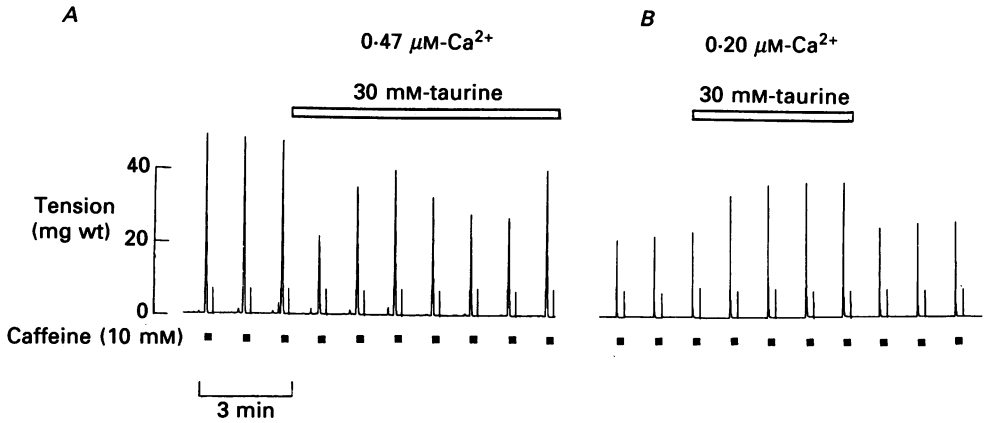 A
B
0·47 μM-Ca²⁺
0·20 μM-Ca²⁺
30 mM-taurine
30 mM-taurine
40
Tension
(mg wt)
20
0
Caffeine (10 mM)
3 min